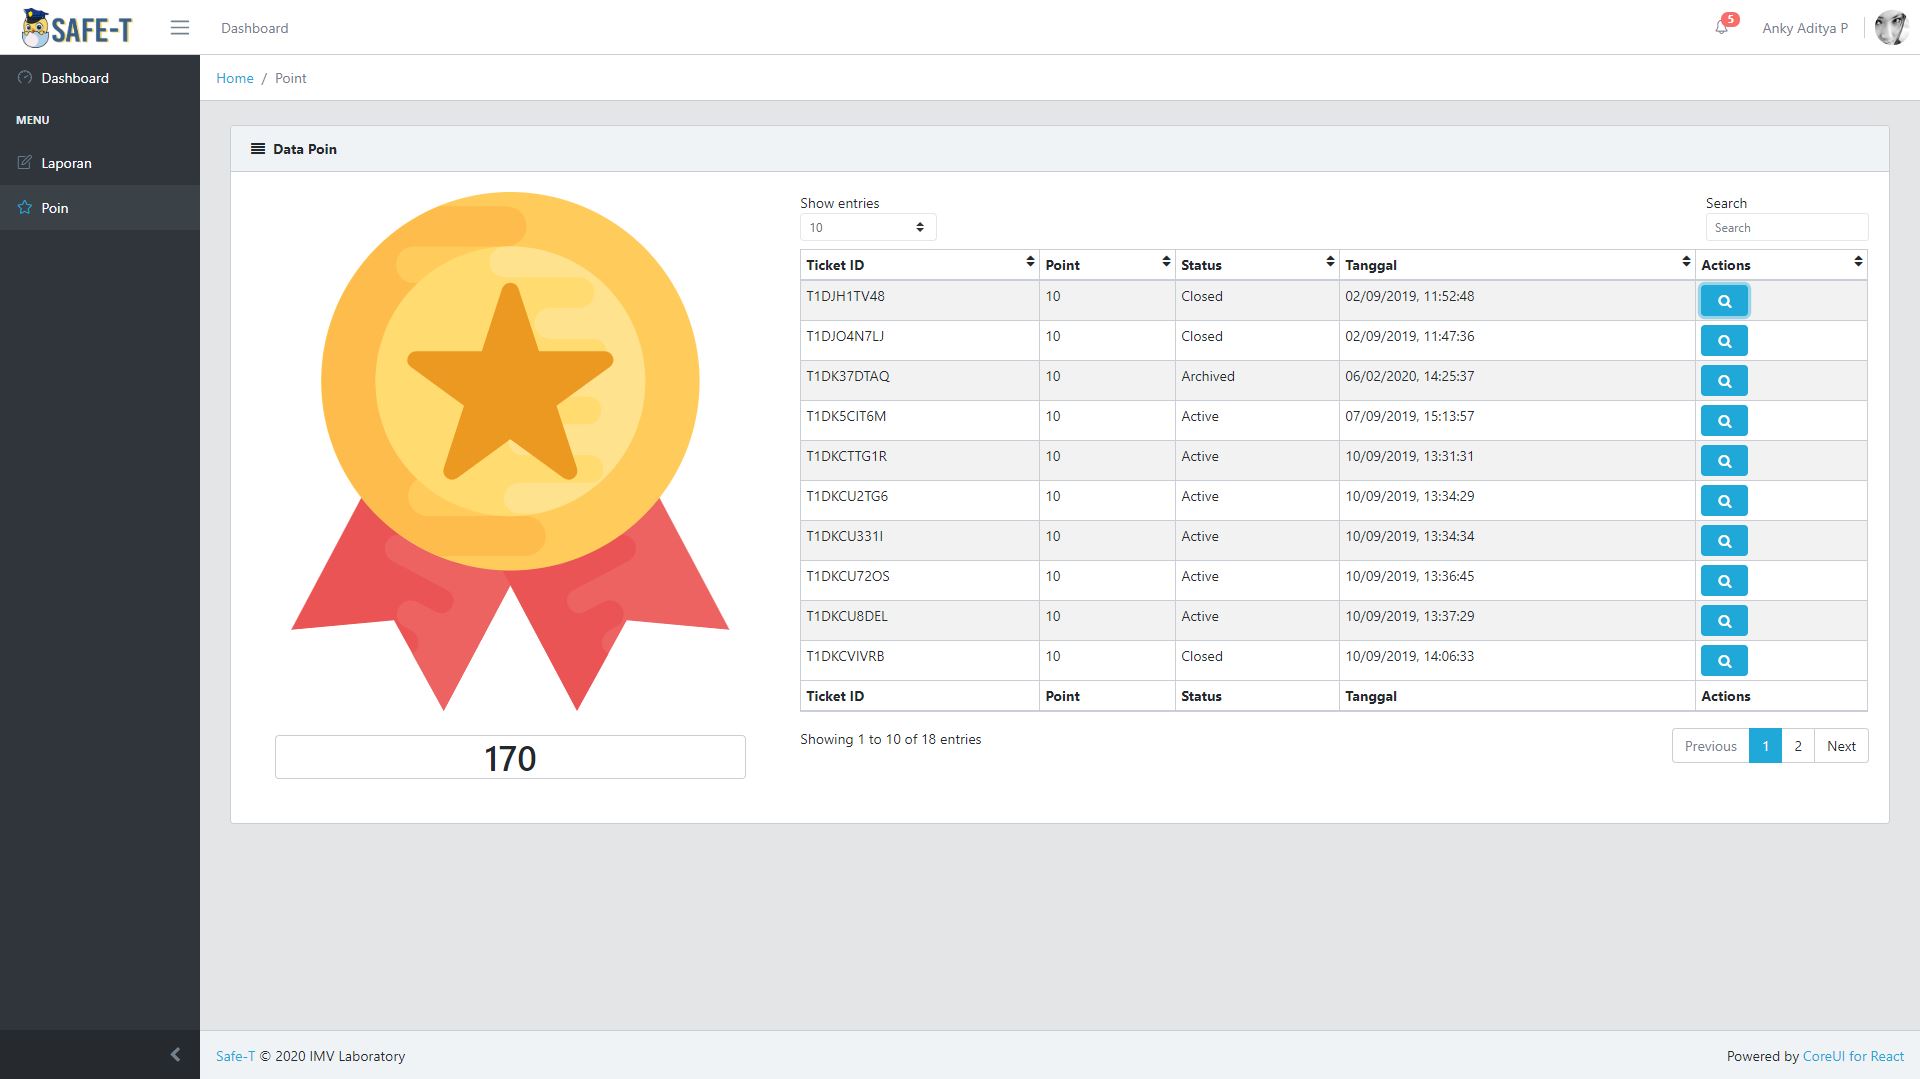 SAFE-T
Dashboard
5
Anky Aditya P
Dashboard
MENU
Laporan
Poin
Home / Point
Data Poin
170
Show entries
10
Search
Search
Ticket ID Point Status Tanggal Actions
T1DJH1TV48 10 Closed 02/09/2019, 11:52:48
T1DJO4N7LJ 10 Closed 02/09/2019, 11:47:36
T1DK37DTAQ 10 Archived 06/02/2020, 14:25:37
T1DK5CIT6M 10 Active 07/09/2019, 15:13:57
T1DKCTTG1R 10 Active 10/09/2019, 13:31:31
T1DKCU2TG6 10 Active 10/09/2019, 13:34:29
T1DKCU331I 10 Active 10/09/2019, 13:34:34
T1DKCU72OS 10 Active 10/09/2019, 13:36:45
T1DKCU8DEL 10 Active 10/09/2019, 13:37:29
T1DKCVIVRB 10 Closed 10/09/2019, 14:06:33
Ticket ID Point Status Tanggal Actions
Showing 1 to 10 of 18 entries
Previous 1 2 Next
Safe-T © 2020 IMV Laboratory
Powered by CoreUI for React